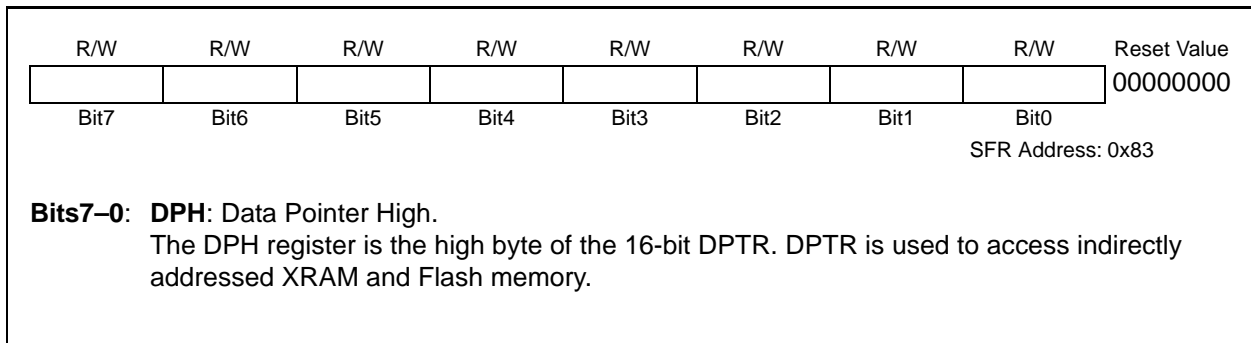 R/W R/W R/W R/W R/W R/W R/W R/W Reset Value
00000000
Bit7 Bit6 Bit5 Bit4 Bit3 Bit2 Bit1 Bit0
SFR Address: 0x83
Bits7–0: DPH: Data Pointer High.
The DPH register is the high byte of the 16-bit DPTR. DPTR is used to access indirectly
addressed XRAM and Flash memory.